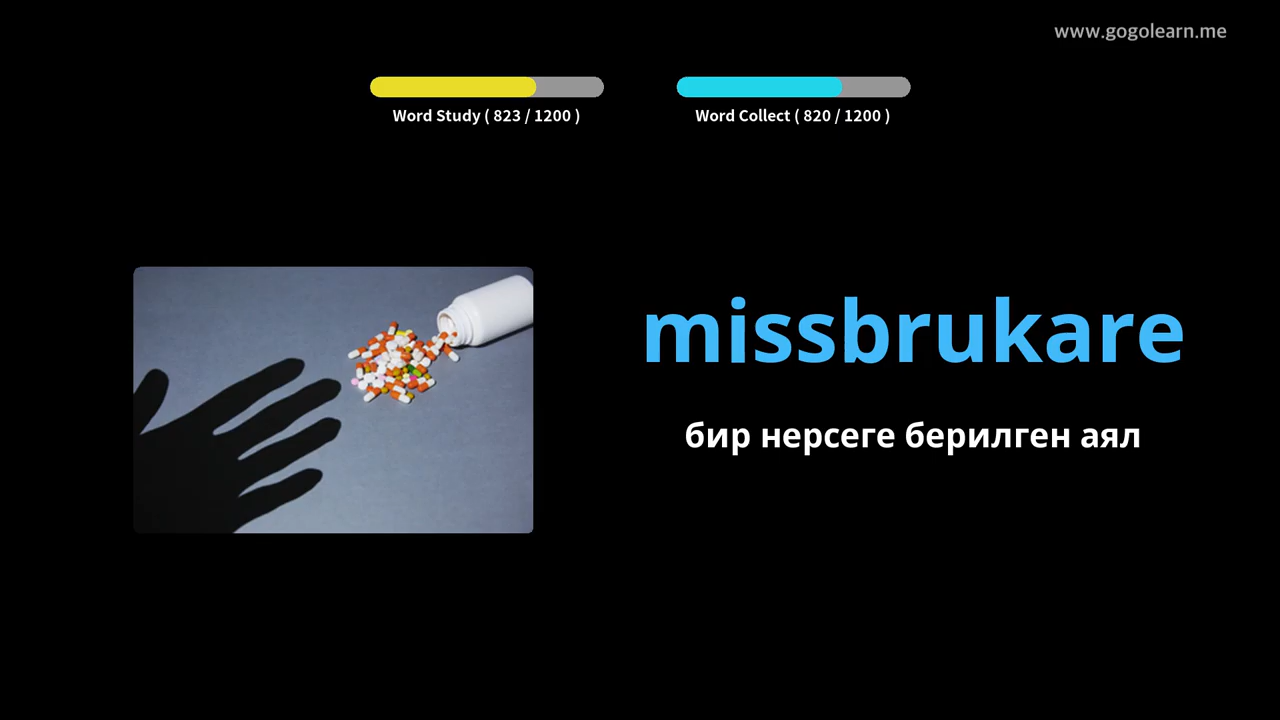 www.gogolearn.me
Word Study ( 823 / 1200 )
Word Collect ( 820 / 1200 )
missbrukare
бир нерсеге берилген аял